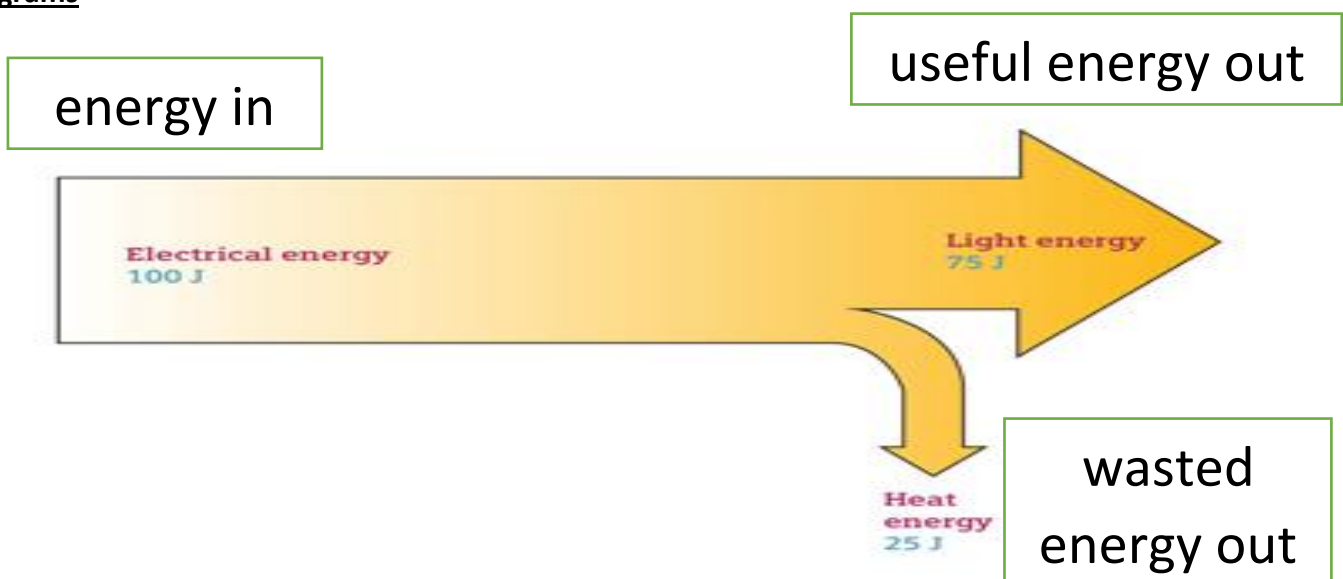 useful energy out
energy in
Electrical energy
100 J
Light energy
75 J
Heat
energy
25 J
wasted
energy out